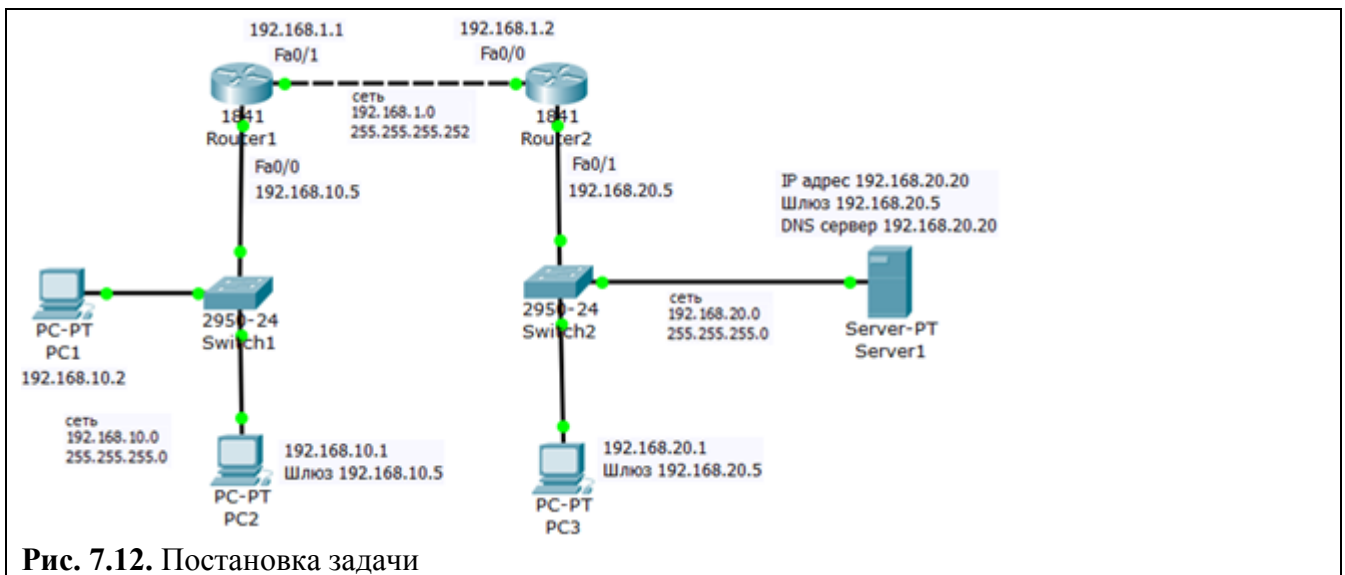 192.168.1.1
Fa0/1
192.168.1.2
Fa0/0
сеть
192.168.1.0
255.255.255.252
1841
Router1
1841
Router2
Fa0/0
192.168.10.5
Fa0/1
192.168.20.5
IP адрес 192.168.20.20
Шлюз 192.168.20.5
DNS сервер 192.168.20.20
PC-PT
PC1
192.168.10.2
2950-24
Switch1
2950-24
Switch2
сеть
192.168.20.0
255.255.255.0
Server-PT
Server1
сеть
192.168.10.0
255.255.255.0
192.168.10.1
Шлюз 192.168.10.5
PC-PT
PC2
192.168.20.1
Шлюз 192.168.20.5
PC-PT
PC3
Рис. 7.12. Постановка задачи